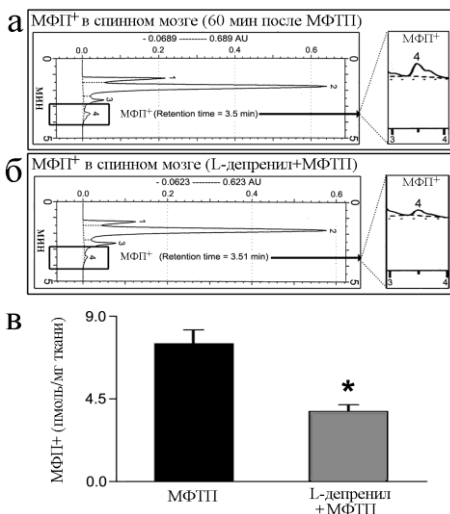 а
МФП⁺ в спинном мозге (60 мин после МФТП)
- 0.0689 ---------- 0.689 AU
0.0 0.2 0.4 0.6
МИН
0
5
1
2
3
4
МФП⁺ (Retention time = 3.5 min)
МФП⁺
4
3 4
б
МФП⁺ в спинном мозге (L-депренил+МФТП)
- 0.0623 ---------- 0.623 AU
0.0 0.2 0.4 0.6
МИН
0
5
1
2
3
4
МФП⁺ (Retention time = 3.51 min)
МФП⁺
4
3 4
в
МФП+ (пмоль/мг ткани)
9.0
4.5
0.0
*
МФТП
L-депренил
+МФТП